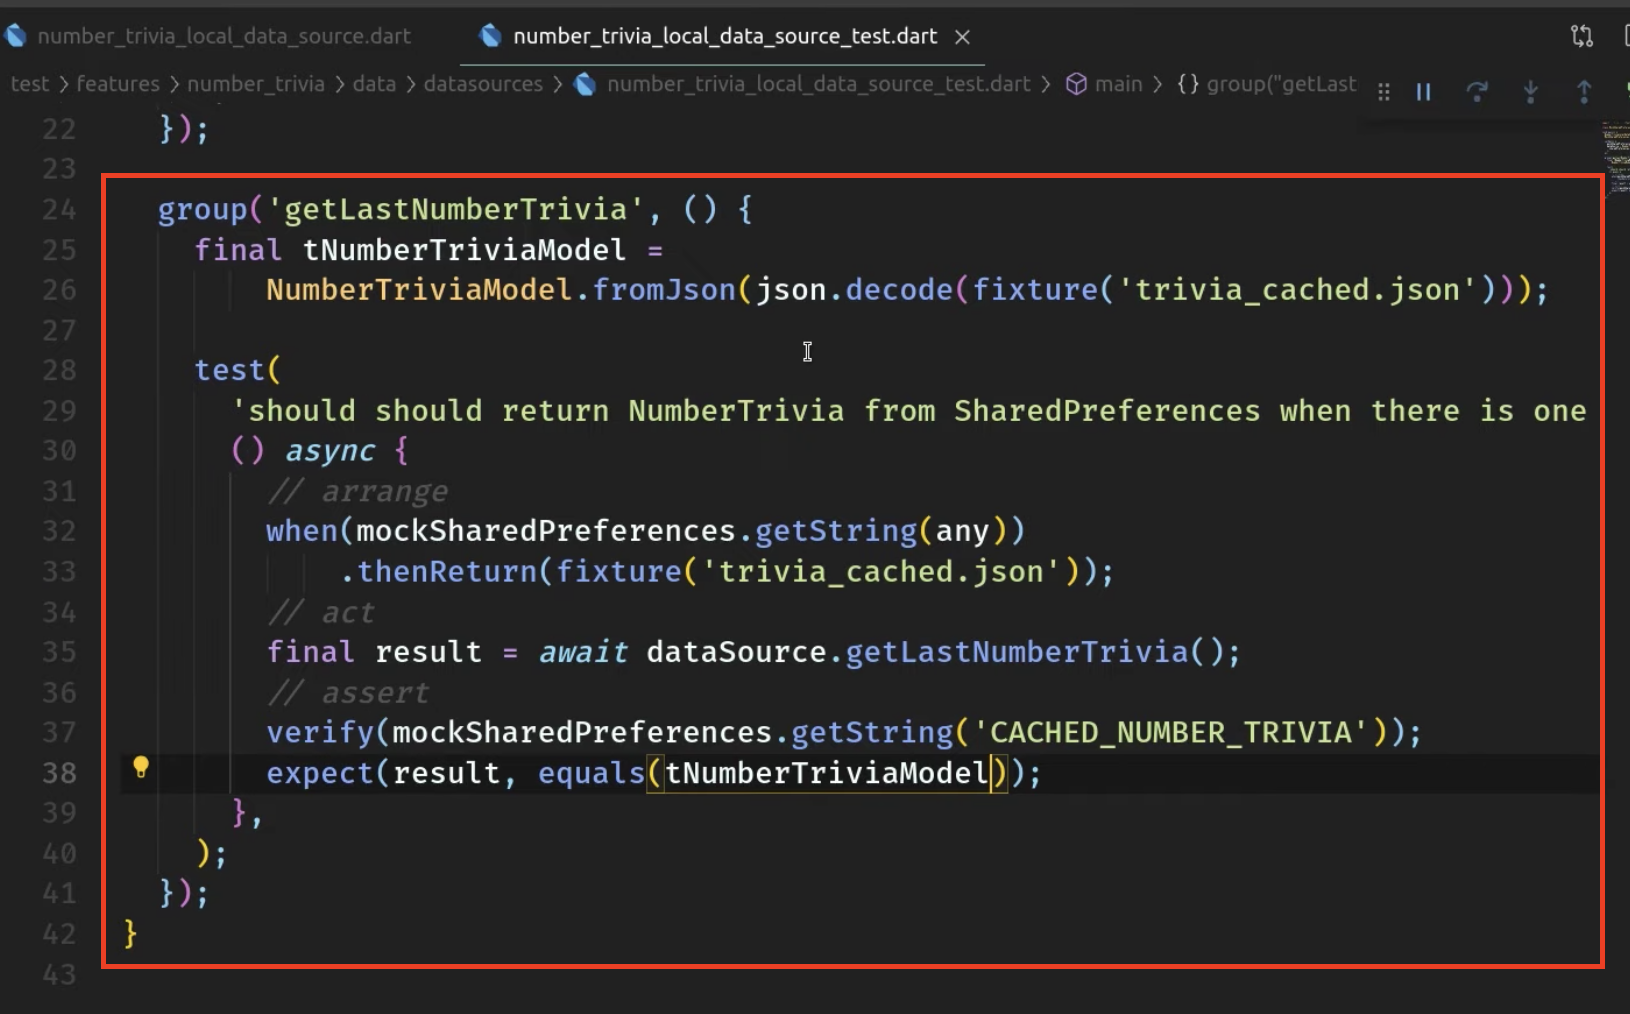 number_trivia_local_data_source.dart
number_trivia_local_data_source_test.dart
test > features > number_trivia > data > datasources > number_trivia_local_data_source_test.dart > main > {} group("getLast
22 });
23
24 group('getLastNumberTrivia', () {
25 final tNumberTriviaModel =
26 NumberTriviaModel.fromJson(json.decode(fixture('trivia_cached.json')));
27
28 test(
29 'should should return NumberTrivia from SharedPreferences when there is one
30 () async {
31 // arrange
32 when(mockSharedPreferences.getString(any))
33 .thenReturn(fixture('trivia_cached.json'));
34 // act
35 final result = await dataSource.getLastNumberTrivia();
36 // assert
37 verify(mockSharedPreferences.getString('CACHED_NUMBER_TRIVIA'));
38 expect(result, equals(tNumberTriviaModel));
39 },
40 );
41 });
42 }
43